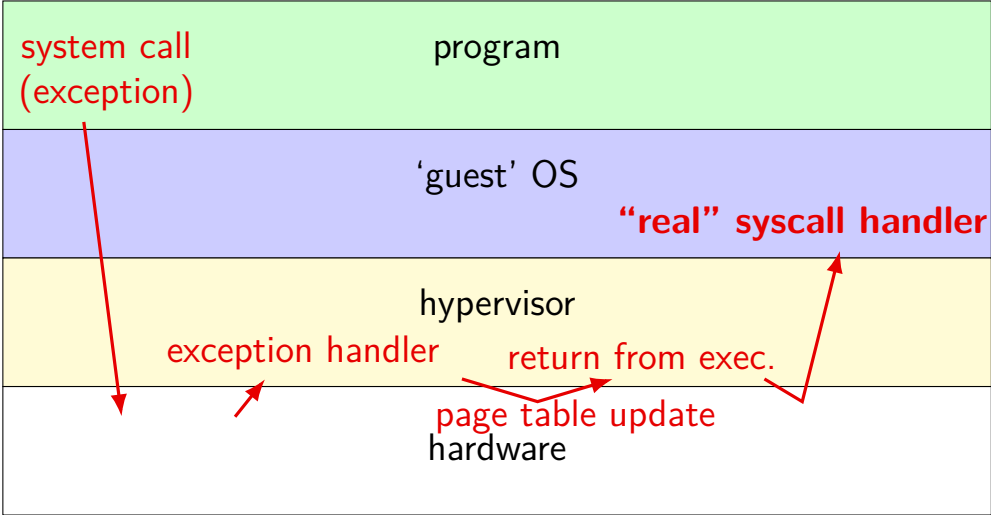 system call
(exception)
program
‘guest’ OS
“real” syscall handler
hypervisor
exception handler
return from exec.
page table update
hardware